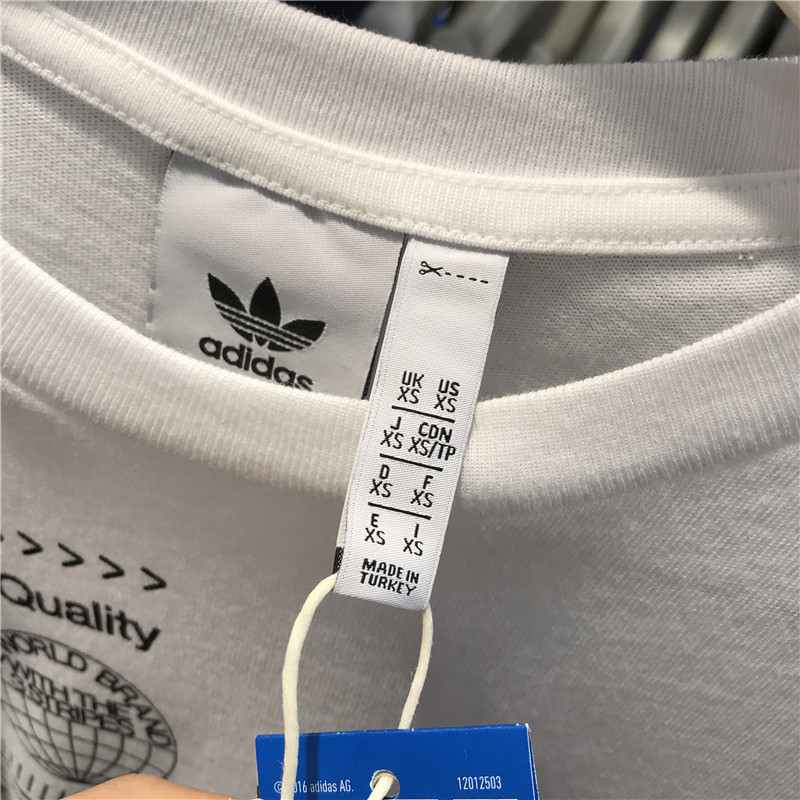 adidas
UK US
XS XS
J CDN
XS XS/TP
D F
XS XS
E I
XS XS
MADE IN
TURKEY
>>>>>
Quality
WORLD BRAND
WITH THE
3 STRIPES
16 adidas AG. 12012503